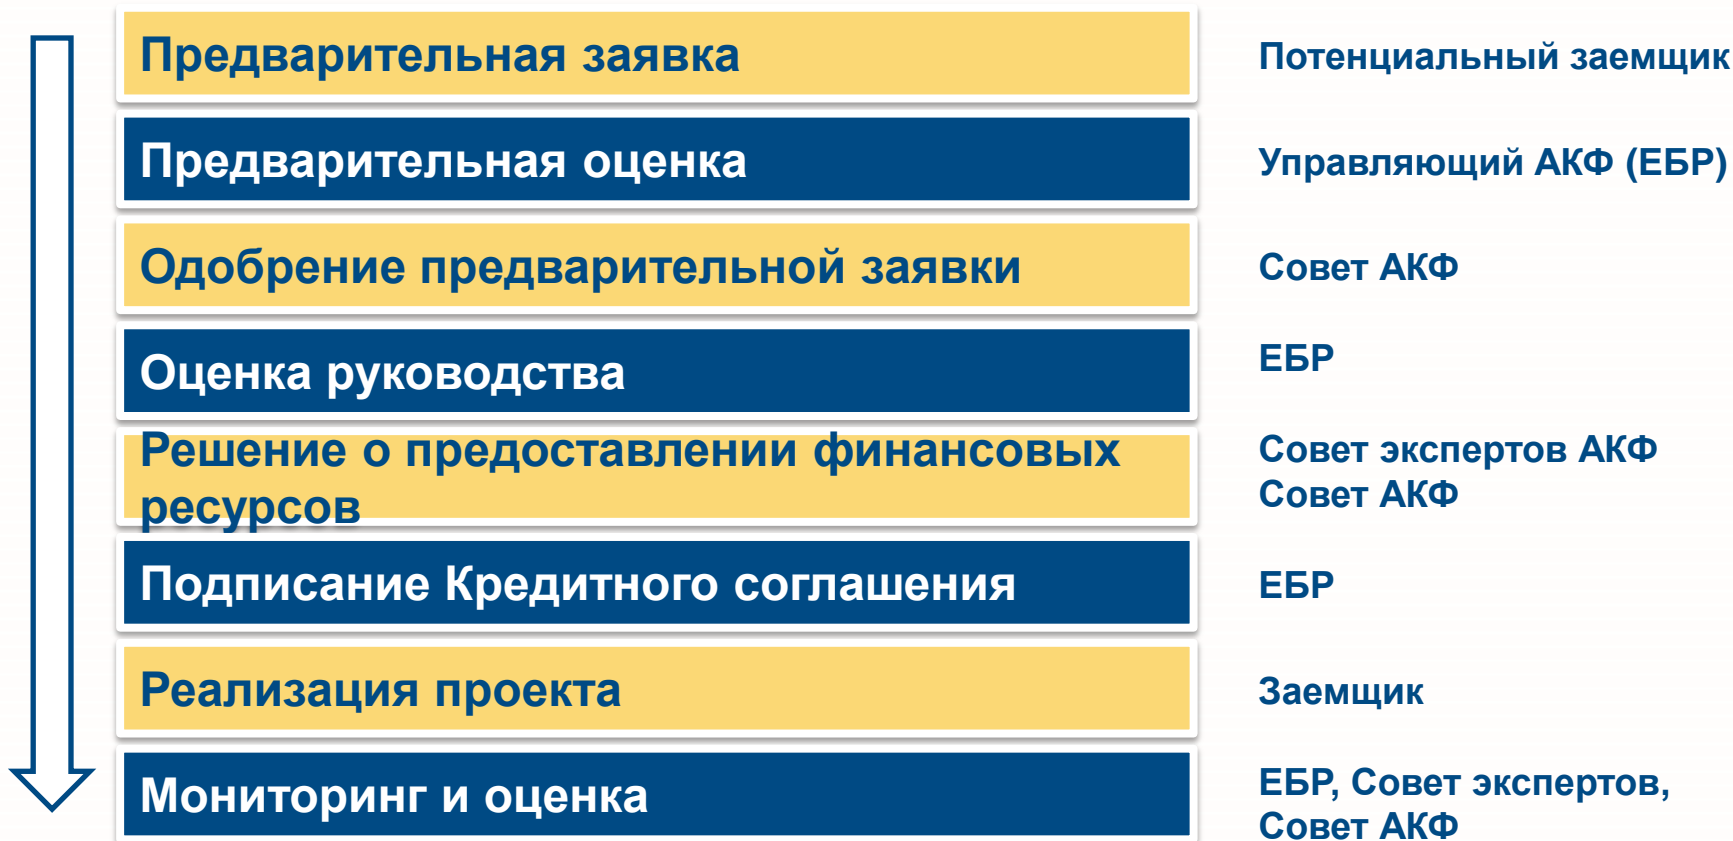 Предварительная заявка
Потенциальный заемщик
Предварительная оценка
Управляющий АКФ (ЕБР)
Одобрение предварительной заявки
Совет АКФ
Оценка руководства
ЕБР
Решение о предоставлении финансовых
ресурсов
Совет экспертов АКФ
Совет АКФ
Подписание Кредитного соглашения
ЕБР
Реализация проекта
Заемщик
Мониторинг и оценка
ЕБР, Совет экспертов,
Совет АКФ